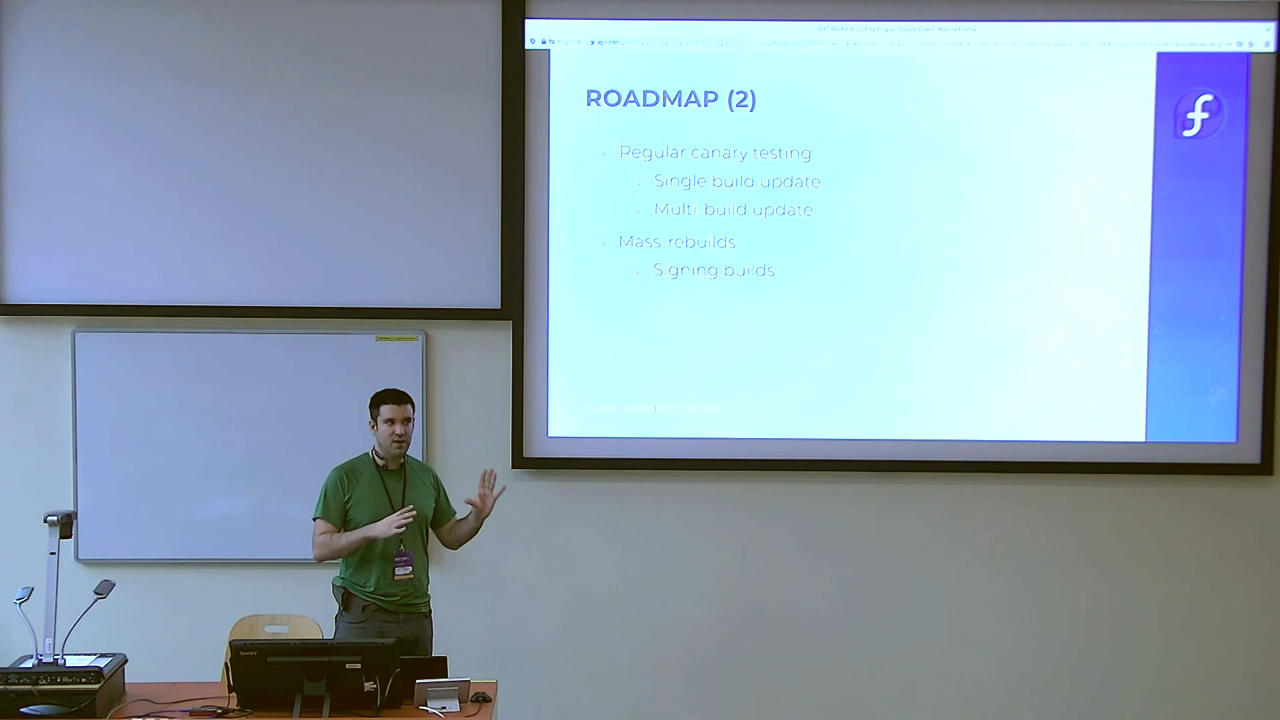 ROADMAP (2)
Regular canary testing
Single build update
Multi-build update
Mass rebuilds
Signing builds